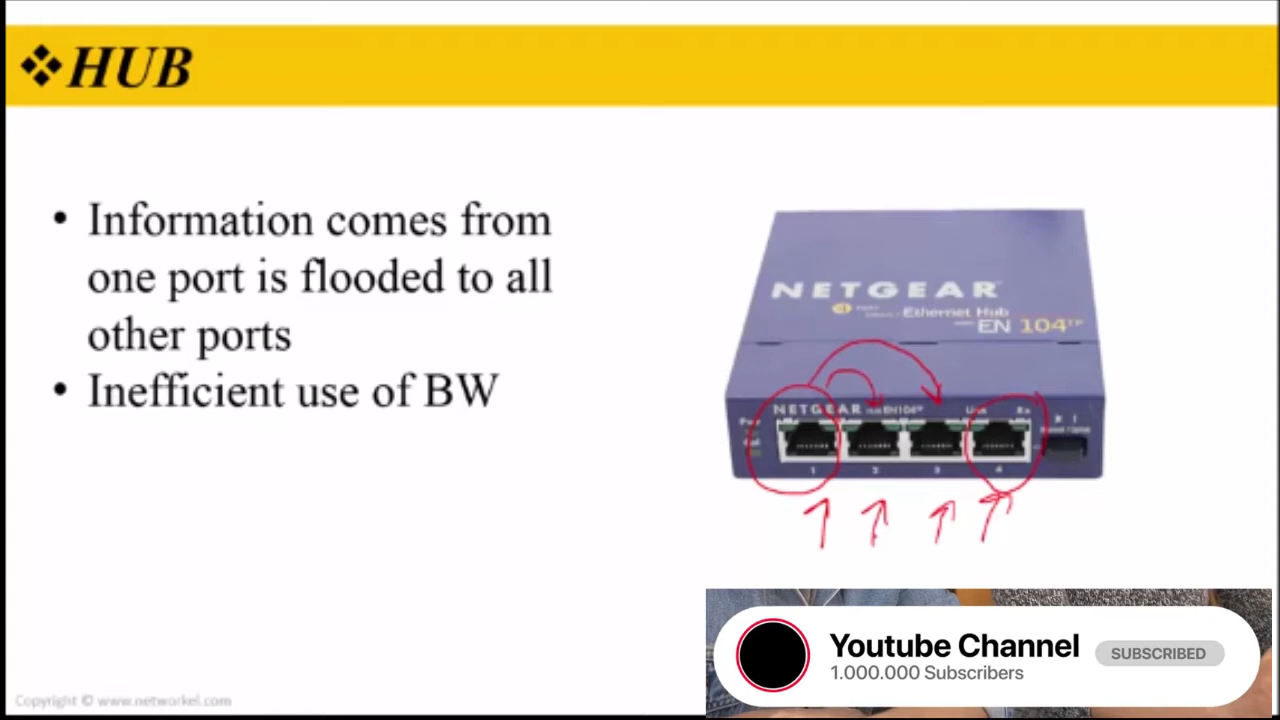 ❖HUB
• Information comes from
one port is flooded to all
other ports
• Inefficient use of BW
NETGEAR
Ethernet Hub
EN 104TP
NETGEAR
1 2 3 4
Youtube Channel
SUBSCRIBED
1.000.000 Subscribers
Copyright © www.networkel.com